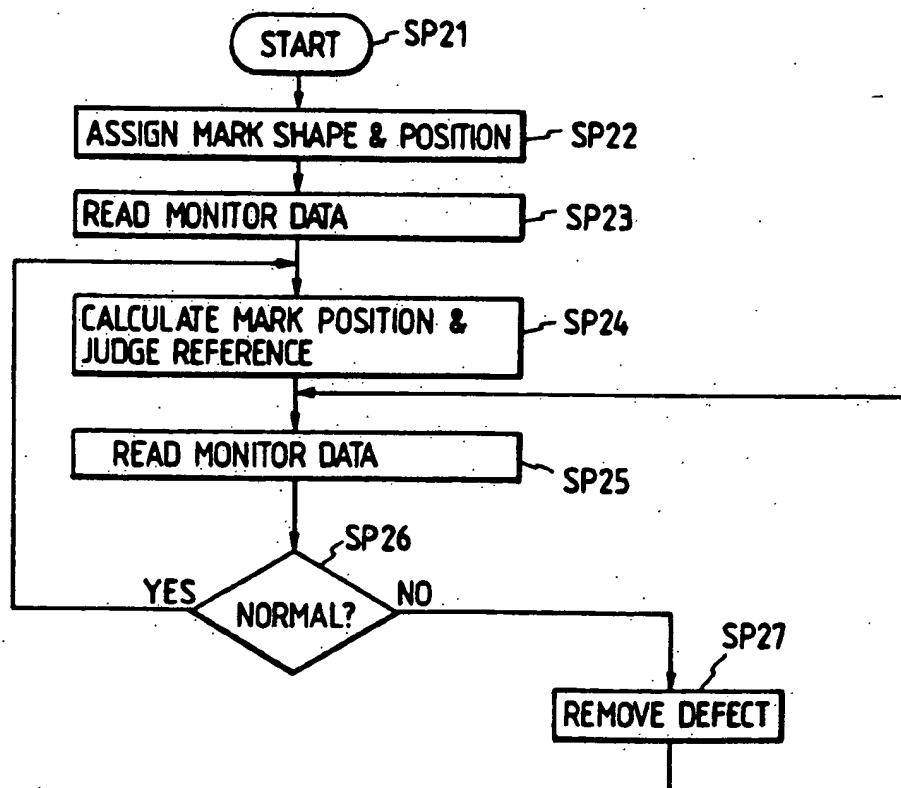 START
SP21
ASSIGN MARK SHAPE & POSITION
SP22
READ MONITOR DATA
SP23
CALCULATE MARK POSITION &
JUDGE REFERENCE
SP24
READ MONITOR DATA
SP25
SP26
YES
NORMAL?
NO
SP27
REMOVE DEFECT